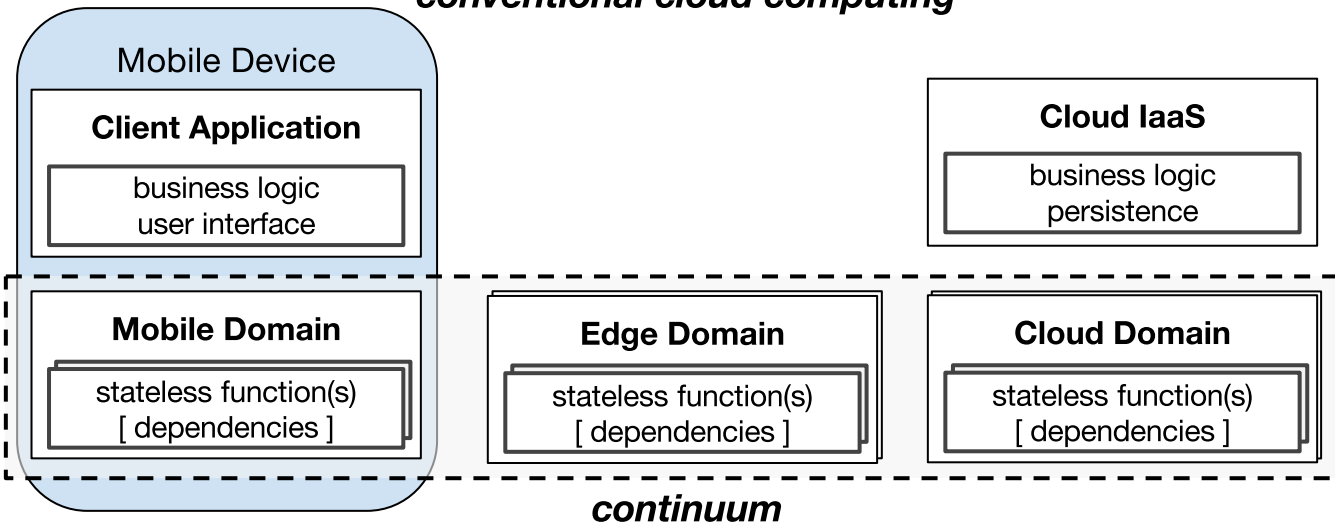 conventional cloud computing
Mobile Device
Client Application
business logic
user interface
Cloud IaaS
business logic
persistence
Mobile Domain
stateless function(s)
[ dependencies ]
Edge Domain
stateless function(s)
[ dependencies ]
Cloud Domain
stateless function(s)
[ dependencies ]
continuum